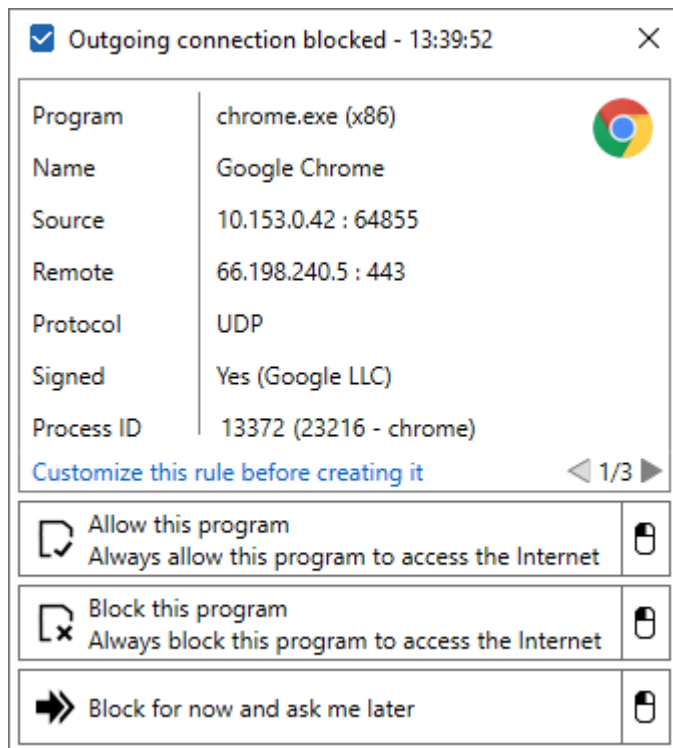 Outgoing connection blocked - 13:39:52
Program chrome.exe (x86)
Name Google Chrome
Source 10.153.0.42 : 64855
Remote 66.198.240.5 : 443
Protocol UDP
Signed Yes (Google LLC)
Process ID 13372 (23216 - chrome)
Customize this rule before creating it 1/3
Allow this program
Always allow this program to access the Internet
Block this program
Always block this program to access the Internet
Block for now and ask me later